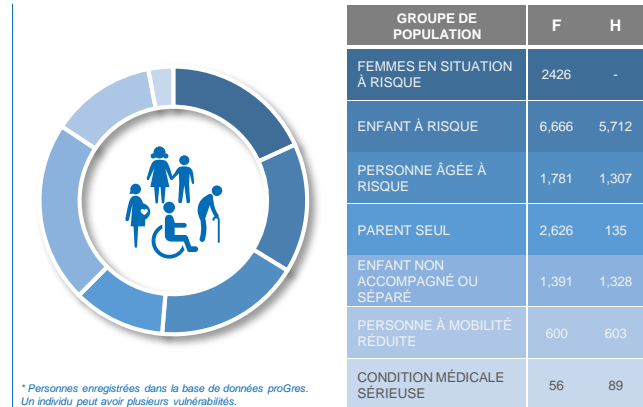 GROUPE DE
POPULATION
F
H
FEMMES EN SITUATION
À RISQUE
2426
-
ENFANT À RISQUE
6,666
5,712
PERSONNE ÂGÉE À
RISQUE
1,781
1,307
PARENT SEUL
2,626
135
ENFANT NON
ACCOMPAGNÉ OU
SÉPARÉ
1,391
1,328
PERSONNE À MOBILITÉ
RÉDUITE
600
603
CONDITION MÉDICALE
SÉRIEUSE
56
89
* Personnes enregistrées dans la base de données proGres.
Un individu peut avoir plusieurs vulnérabilités.